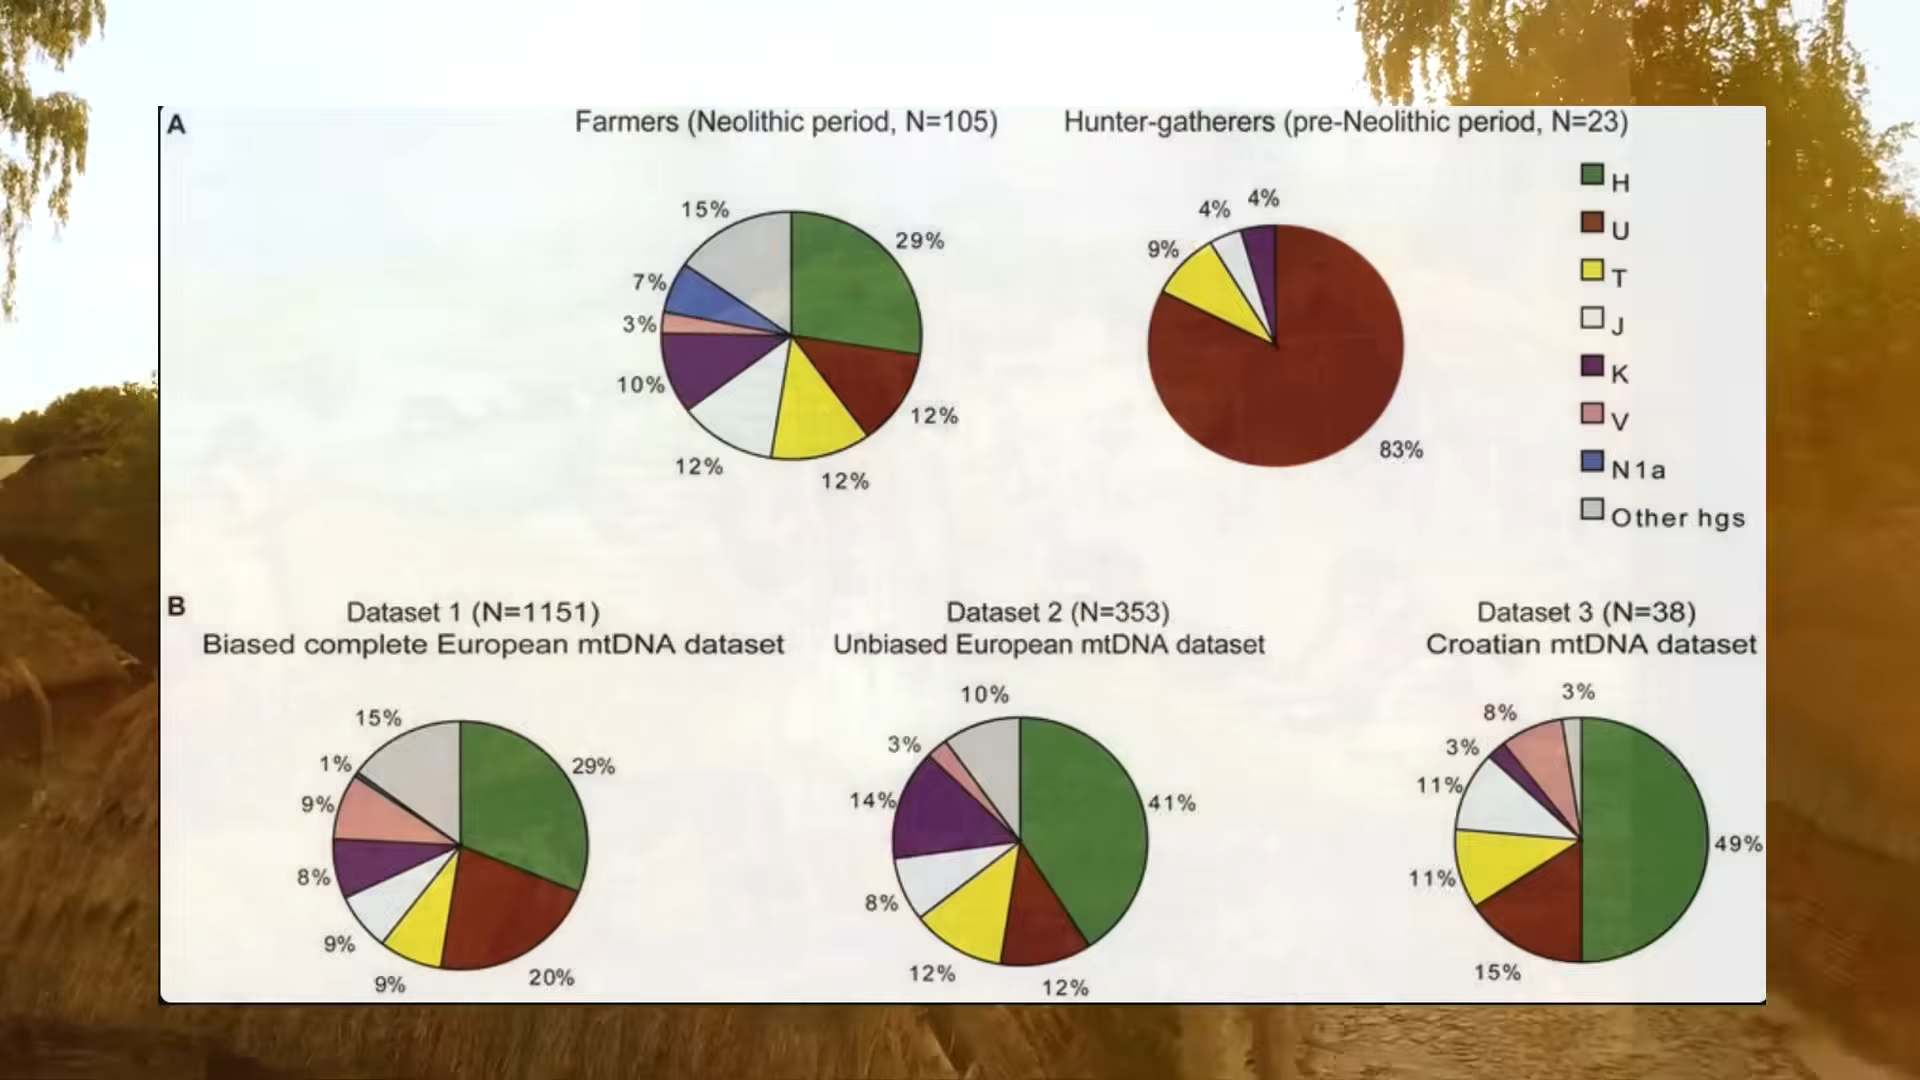 A
Farmers (Neolithic period, N=105)
Hunter-gatherers (pre-Neolithic period, N=23)
15%
29%
7%
3%
10%
12%
12%
12%
4%
4%
9%
83%
H
U
T
J
K
V
N1a
Other hgs
B
Dataset 1 (N=1151)
Biased complete European mtDNA dataset
15%
1%
29%
9%
8%
9%
9%
20%
Dataset 2 (N=353)
Unbiased European mtDNA dataset
10%
3%
14%
41%
8%
12%
12%
Dataset 3 (N=38)
Croatian mtDNA dataset
3%
8%
3%
11%
49%
11%
15%